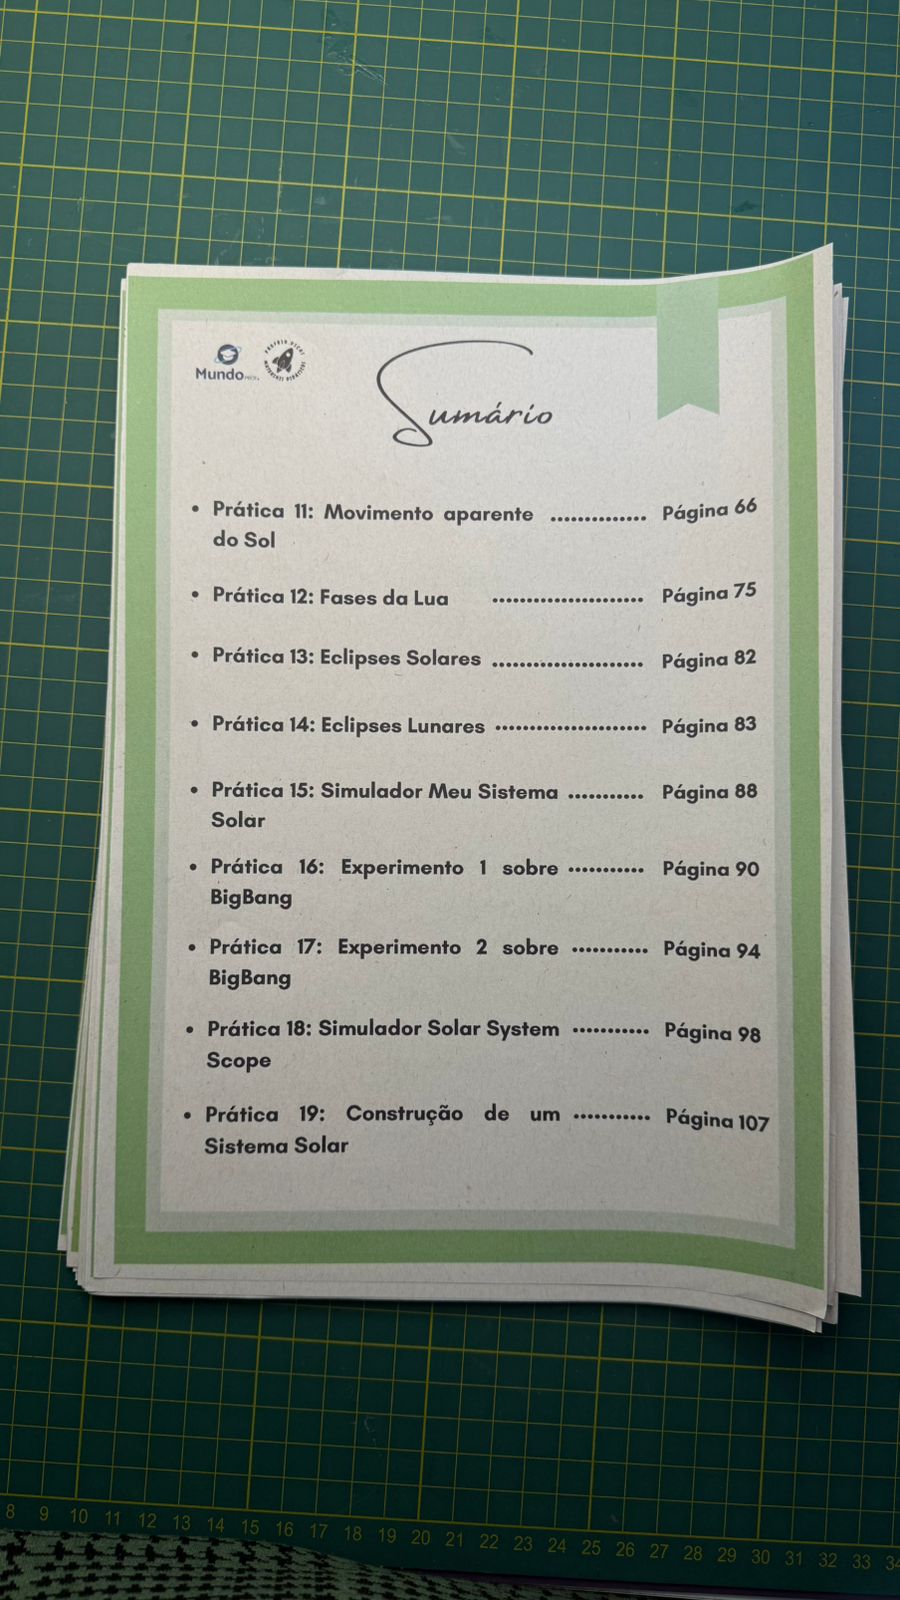 Mundo
Sumário
• Prática 11: Movimento aparente .............. Página 66
do Sol
• Prática 12: Fases da Lua ...................... Página 75
• Prática 13: Eclipses Solares ...................... Página 82
• Prática 14: Eclipses Lunares ...................... Página 83
• Prática 15: Simulador Meu Sistema ........... Página 88
Solar
• Prática 16: Experimento 1 sobre ........... Página 90
BigBang
• Prática 17: Experimento 2 sobre ........... Página 94
BigBang
• Prática 18: Simulador Solar System ........... Página 98
Scope
• Prática 19: Construção de um ........... Página 107
Sistema Solar
8 9 10 11 12 13 14 15 16 17 18 19 20 21 22 23 24 25 26 27 28 29 30 31 32 33